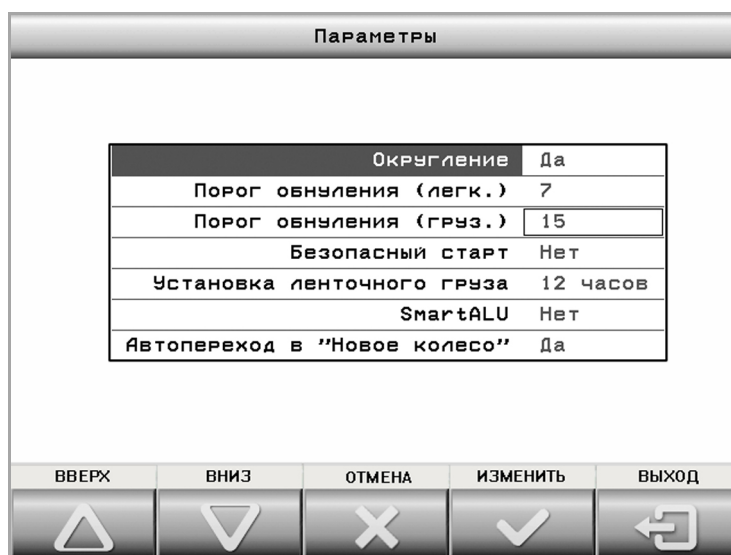 Параметры
Округление Да
Порог обнуления (легк.) 7
Порог обнуления (груз.) 15
Безопасный старт Нет
Установка ленточного груза 12 часов
SmartALU Нет
Автопереход в "Новое колесо" Да
ВВЕРХ ВНИЗ ОТМЕНА ИЗМЕНИТЬ ВЫХОД